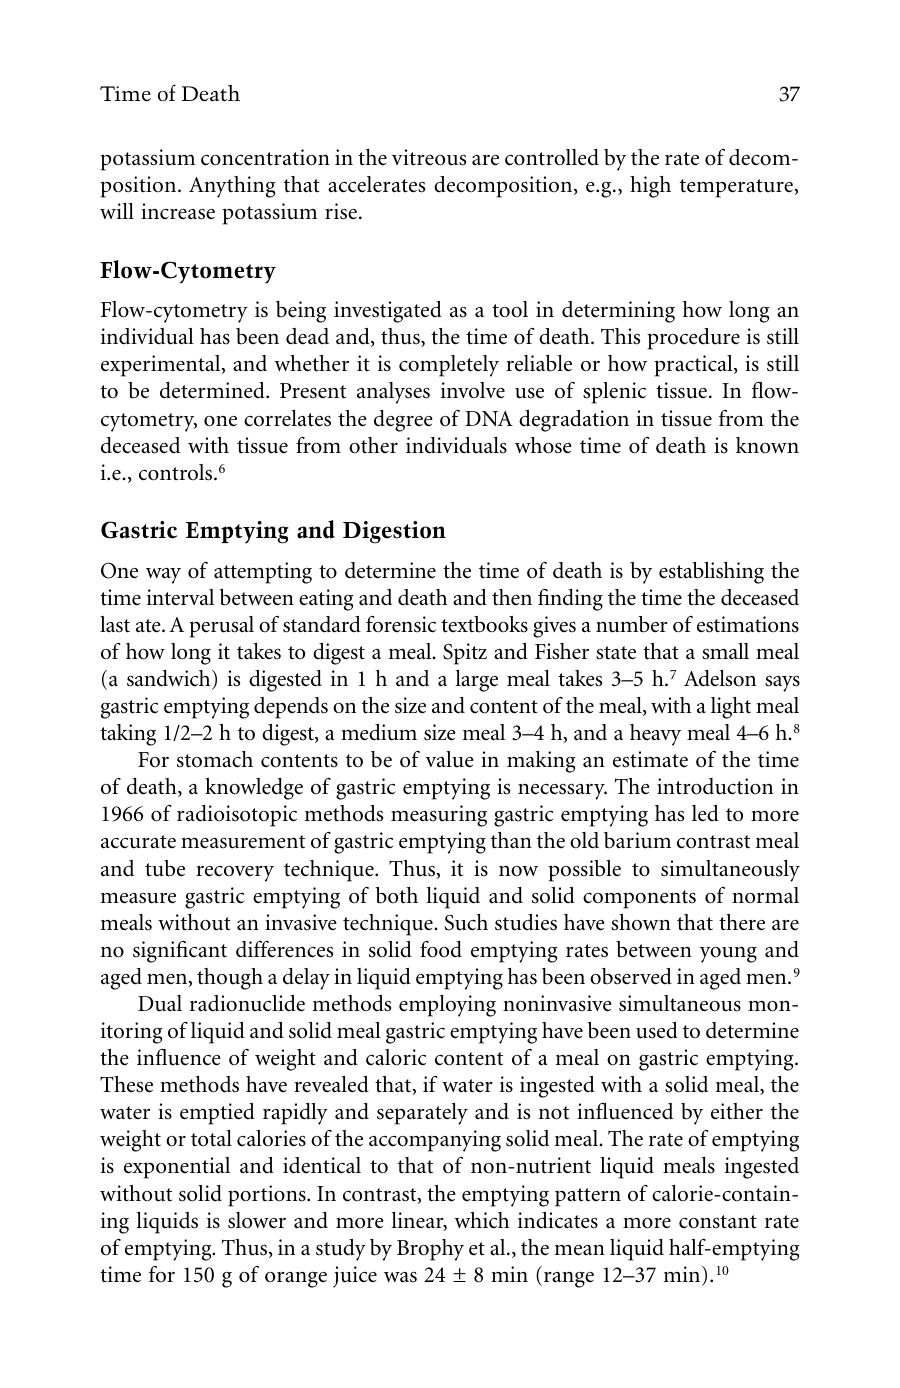 Time of Death 37
potassium concentration in the vitreous are controlled by the rate of decom-
position. Anything that accelerates decomposition, e.g., high temperature,
will increase potassium rise.
Flow-Cytometry
Flow-cytometry is being investigated as a tool in determining how long an
individual has been dead and, thus, the time of death. This procedure is still
experimental, and whether it is completely reliable or how practical, is still
to be determined. Present analyses involve use of splenic tissue. In flow-
cytometry, one correlates the degree of DNA degradation in tissue from the
deceased with tissue from other individuals whose time of death is known
i.e., controls.⁶
Gastric Emptying and Digestion
One way of attempting to determine the time of death is by establishing the
time interval between eating and death and then finding the time the deceased
last ate. A perusal of standard forensic textbooks gives a number of estimations
of how long it takes to digest a meal. Spitz and Fisher state that a small meal
(a sandwich) is digested in 1 h and a large meal takes 3–5 h.⁷ Adelson says
gastric emptying depends on the size and content of the meal, with a light meal
taking 1/2–2 h to digest, a medium size meal 3–4 h, and a heavy meal 4–6 h.⁸
For stomach contents to be of value in making an estimate of the time
of death, a knowledge of gastric emptying is necessary. The introduction in
1966 of radioisotopic methods measuring gastric emptying has led to more
accurate measurement of gastric emptying than the old barium contrast meal
and tube recovery technique. Thus, it is now possible to simultaneously
measure gastric emptying of both liquid and solid components of normal
meals without an invasive technique. Such studies have shown that there are
no significant differences in solid food emptying rates between young and
aged men, though a delay in liquid emptying has been observed in aged men.⁹
Dual radionuclide methods employing noninvasive simultaneous mon-
itoring of liquid and solid meal gastric emptying have been used to determine
the influence of weight and caloric content of a meal on gastric emptying.
These methods have revealed that, if water is ingested with a solid meal, the
water is emptied rapidly and separately and is not influenced by either the
weight or total calories of the accompanying solid meal. The rate of emptying
is exponential and identical to that of non-nutrient liquid meals ingested
without solid portions. In contrast, the emptying pattern of calorie-contain-
ing liquids is slower and more linear, which indicates a more constant rate
of emptying. Thus, in a study by Brophy et al., the mean liquid half-emptying
time for 150 g of orange juice was 24 ± 8 min (range 12–37 min).¹⁰